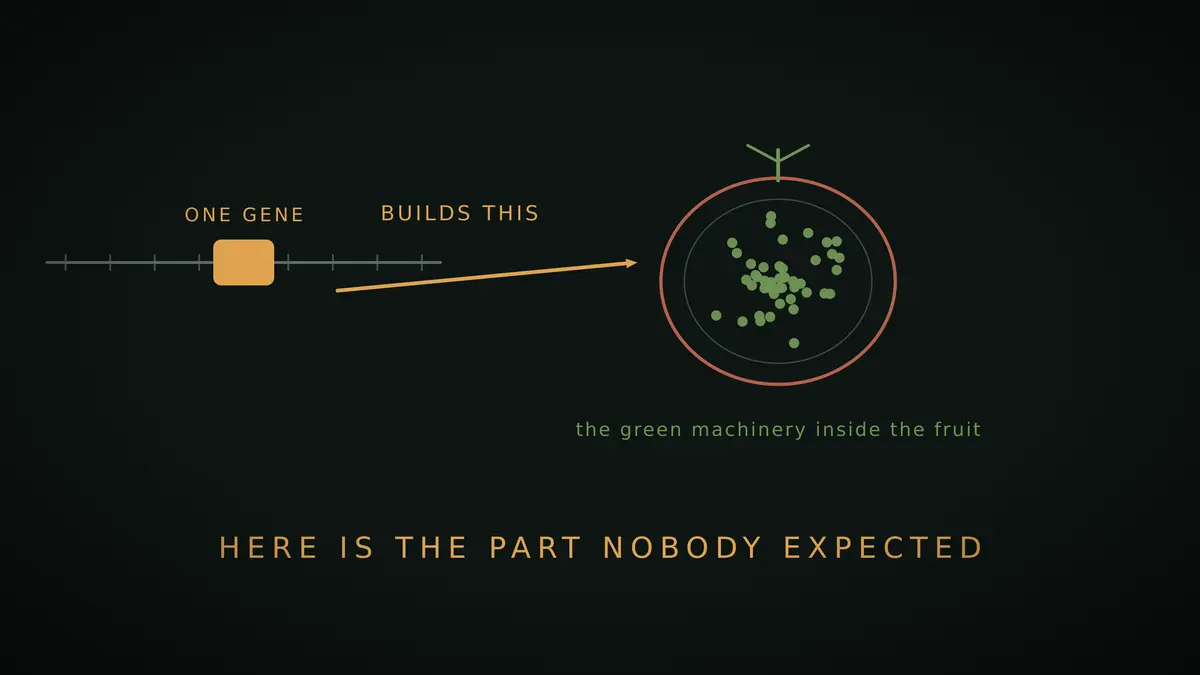 ONE GENE
BUILDS THIS
the green machinery inside the fruit
HERE IS THE PART NOBODY EXPECTED